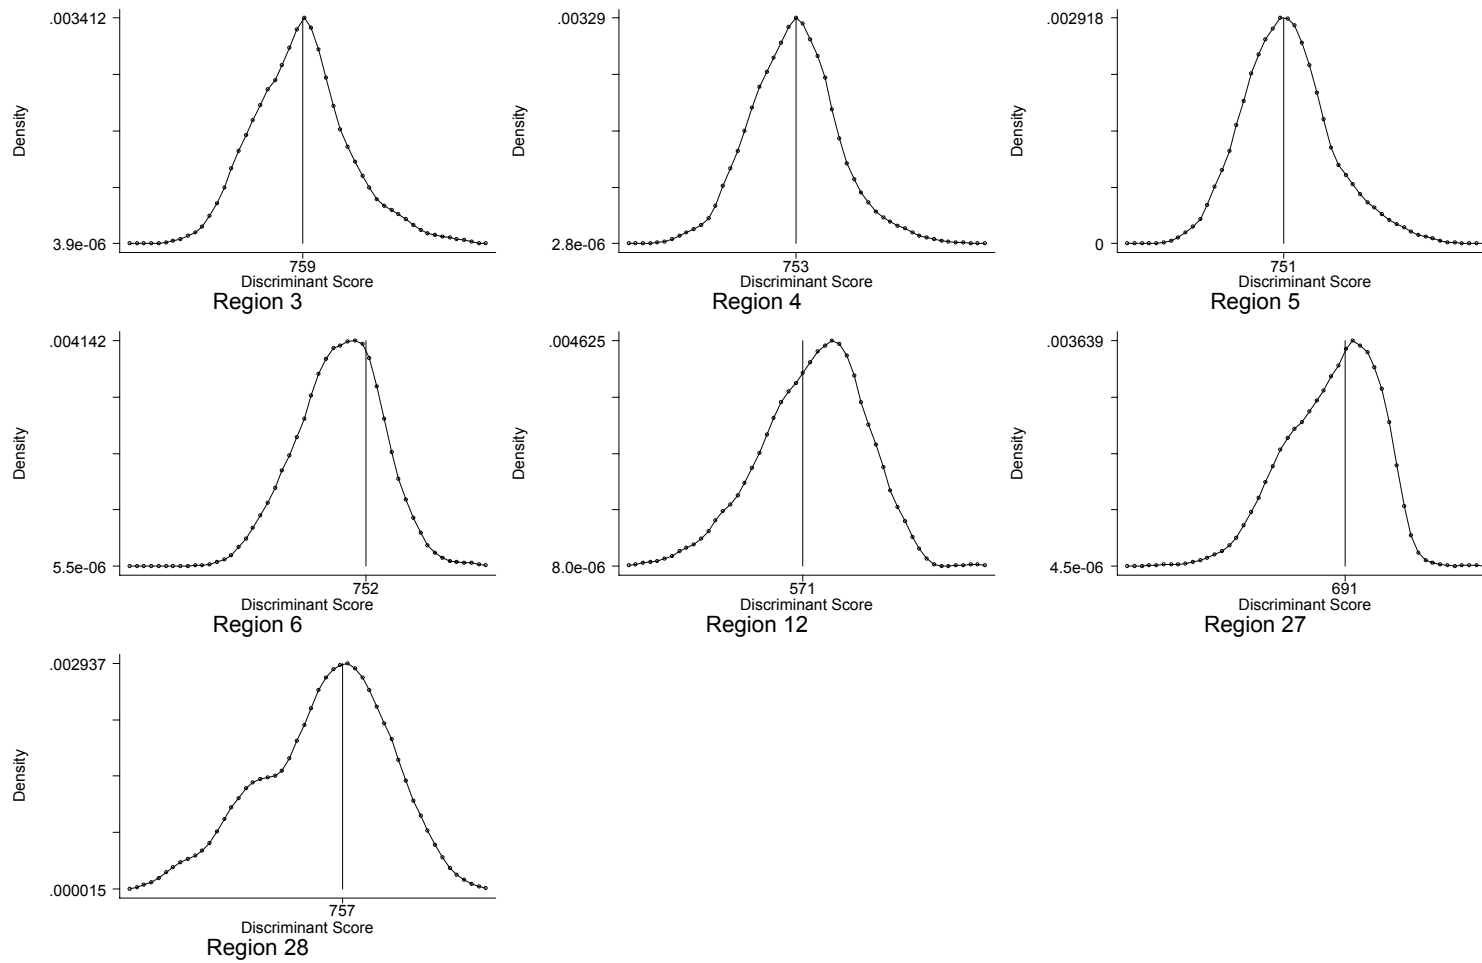 .003412
Density
3.9e-06
759
Discriminant Score
Region 3
.00329
Density
2.8e-06
753
Discriminant Score
Region 4
.002918
Density
0
751
Discriminant Score
Region 5
.004142
Density
5.5e-06
752
Discriminant Score
Region 6
.004625
Density
8.0e-06
571
Discriminant Score
Region 12
.003639
Density
4.5e-06
691
Discriminant Score
Region 27
.002937
Density
.000015
757
Discriminant Score
Region 28